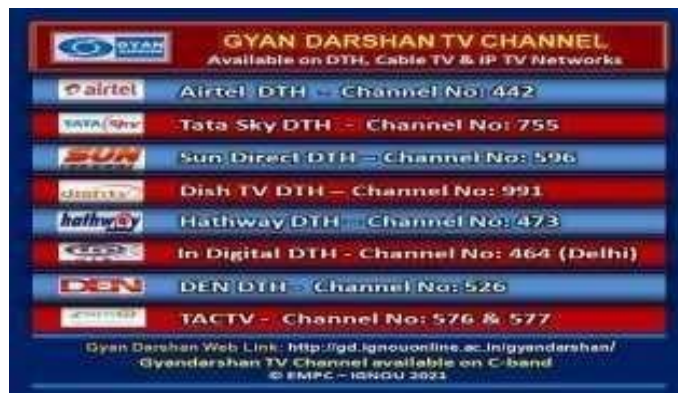 GYAN
GYAN DARSHAN TV CHANNEL
Available on DTH, Cable TV & IP TV Networks
airtel Airtel DTH - Channel No: 442
TATA Sky Tata Sky DTH - Channel No: 755
SUN Sun Direct DTH – Channel No: 596
dishtv Dish TV DTH – Channel No: 991
hathway Hathway DTH - Channel No: 473
In Digital DTH - Channel No: 464 (Delhi)
DEN DEN DTH - Channel No: 526
TACTV - Channel No: 576 & 577
Gyan Darshan Web Link: http://gd.ignouonline.ac.in/gyandarshan/
Gyandarshan TV Channel available on C-band
© EMPC – IGNOU 2021